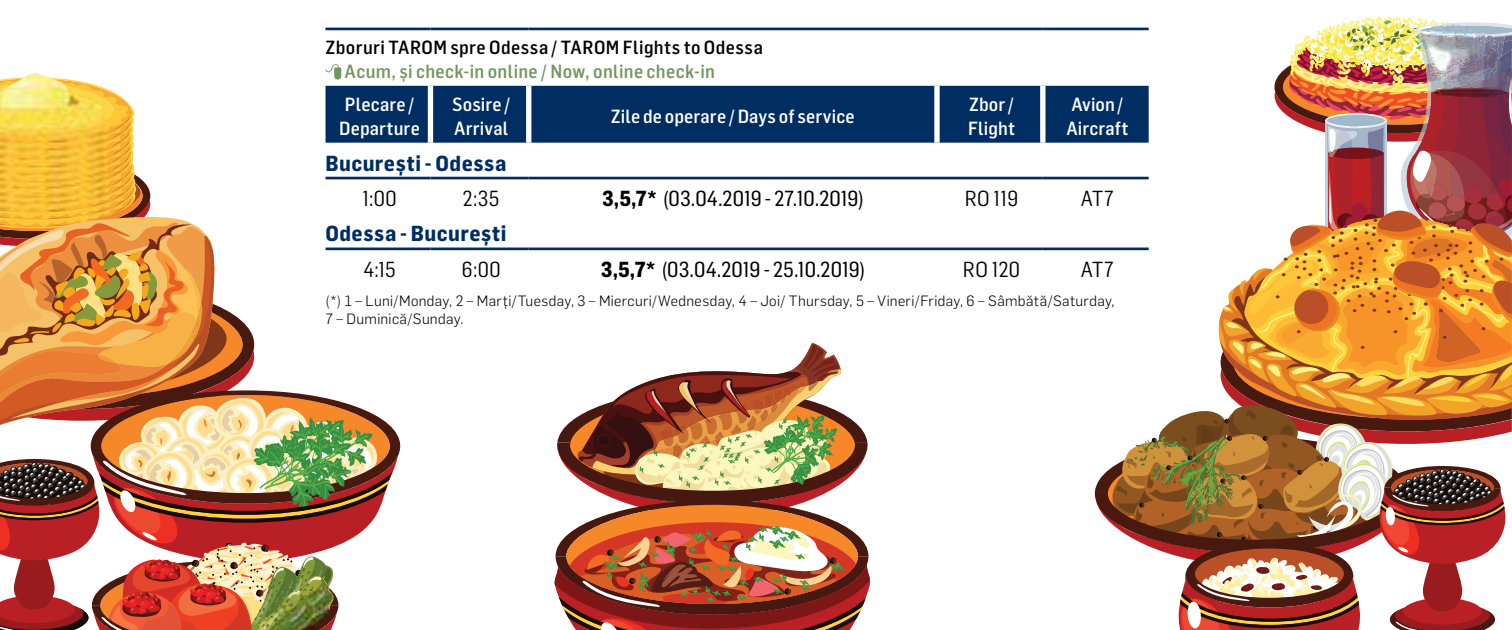 Zboruri TAROM spre Odessa / TAROM Flights to Odessa
Acum, și check-in online / Now, online check-in
Plecare / Departure Sosire / Arrival Zile de operare / Days of service Zbor / Flight Avion / Aircraft
București - Odessa
1:00 2:35 3,5,7* (03.04.2019 - 27.10.2019) RO 119 AT7
Odessa - București
4:15 6:00 3,5,7* (03.04.2019 - 25.10.2019) RO 120 AT7
(*) 1 – Luni/Monday, 2 – Marți/Tuesday, 3 – Miercuri/Wednesday, 4 – Joi/ Thursday, 5 – Vineri/Friday, 6 – Sâmbătă/Saturday,
7 – Duminică/Sunday.